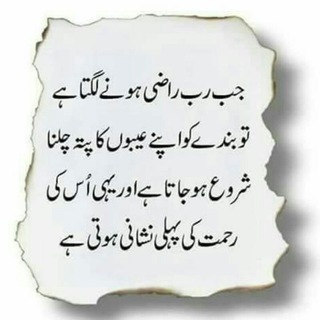 جب رب راضی ہونے لگتا ہے
تو بندے کو اپنے عیبوں کا پتہ چلنا
شروع ہو جاتا ہے اور یہی اُس کی
رحمت کی پہلی نشانی ہوتی ہے